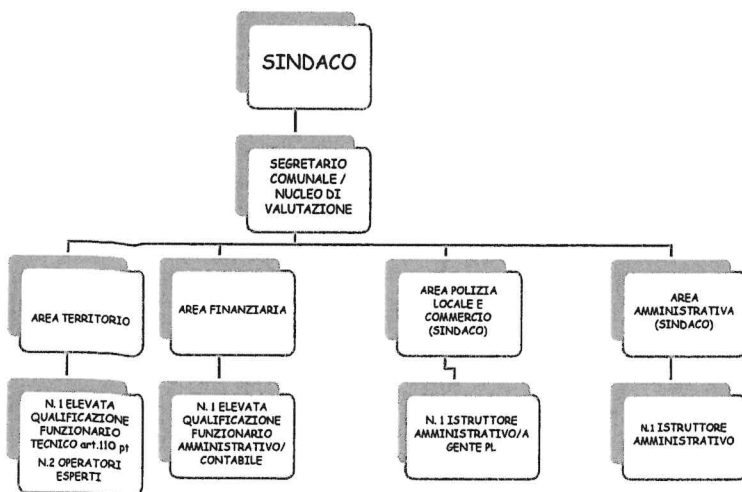 SINDACO
SEGRETARIO
COMUNALE /
NUCLEO DI
VALUTAZIONE
AREA TERRITORIO
AREA FINANZIARIA
AREA POLIZIA
LOCALE E
COMMERCIO
(SINDACO)
AREA
AMMINISTRATIVA
(SINDACO)
N.1 ELEVATA
QUALIFICAZIONE
FUNZIONARIO
TECNICO art.110 pt
N.2 OPERATORI
ESPERTI
N.1 ELEVATA
QUALIFICAZIONE
FUNZIONARIO
AMMINISTRATIVO/
CONTABILE
N. 1 ISTRUTTORE
AMMINISTRATIVO/A
GENTE PL
N.1 ISTRUTTORE
AMMINISTRATIVO